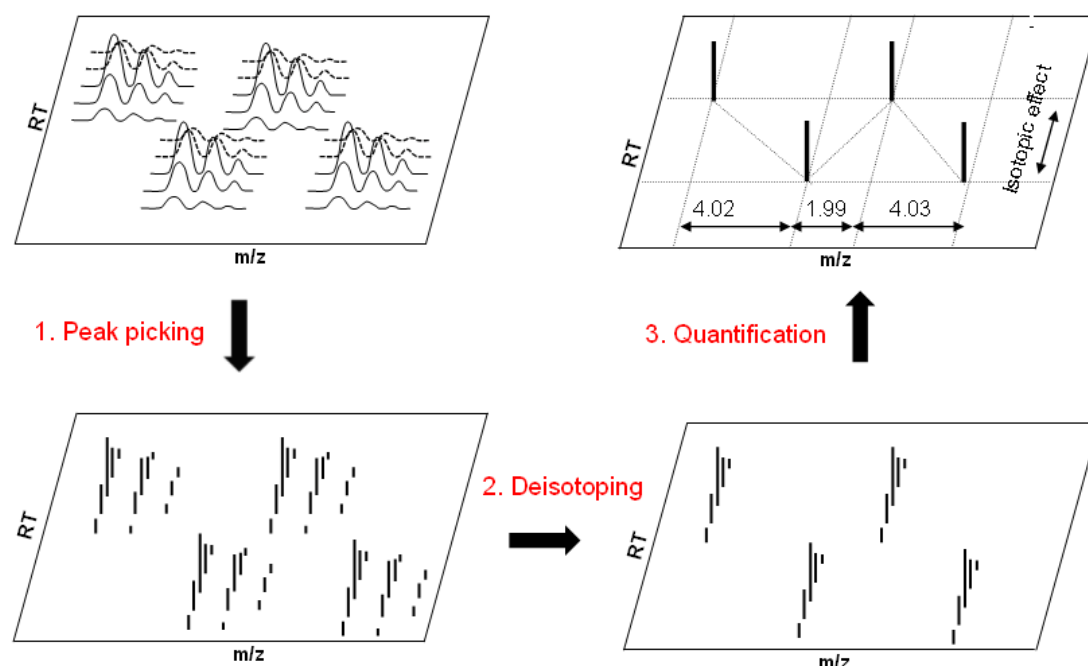 RT
m/z
1. Peak picking
RT
m/z
2. Deisotoping
RT
m/z
3. Quantification
RT
4.02
1.99
4.03
Isotopic effect
m/z